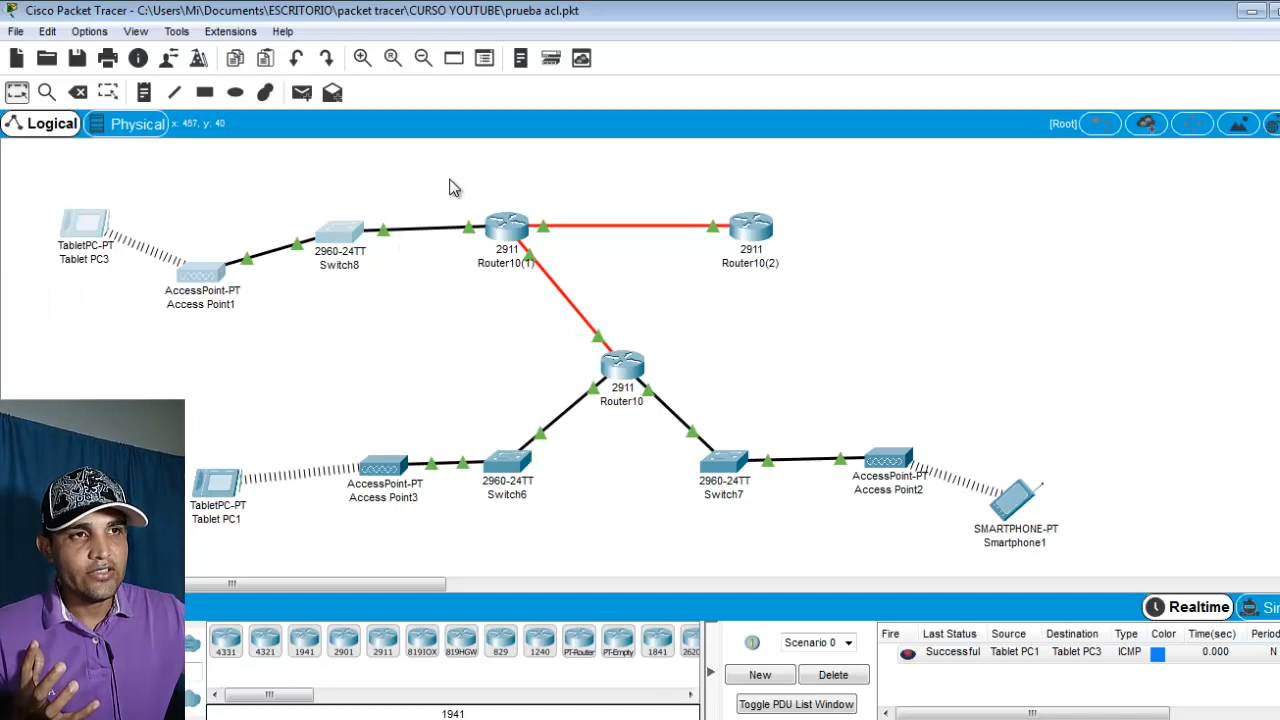 Cisco Packet Tracer - C:\Users\Mi\Documents\ESCRITORIO\packet tracer\CURSO YOUTUBE\prueba acl.pkt
File Edit Options View Tools Extensions Help
Logical Physical x: 457, y: 40 [Root]
TabletPC-PT
Tablet PC3
AccessPoint-PT
Access Point1
2960-24TT
Switch8
2911
Router10(1)
2911
Router10(2)
2911
Router10
TabletPC-PT
Tablet PC1
AccessPoint-PT
Access Point3
2960-24TT
Switch6
2960-24TT
Switch7
AccessPoint-PT
Access Point2
SMARTPHONE-PT
Smartphone1
Realtime
4331 4321 1941 2901 2911 819IOX 819HGW 829 1240 PT-Router PT-Empty 1841
1941
Scenario 0
New Delete
Toggle PDU List Window
Fire Last Status Source Destination Type Color Time(sec)
Successful Tablet PC1 Tablet PC3 ICMP 0.000 N